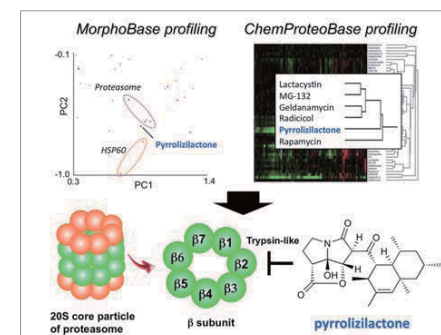 MorphoBase profiling
ChemProteoBase profiling
-0.1
PC2
-1.0
0.3
PC1
1.4
Proteasome
Pyrrolizilactone
HSP60
Lactacystin
MG-132
Geldanamycin
Radicicol
Pyrrolizilactone
Rapamycin
20S core particle
of proteasome
β7
β1
β6
β2
β5
β3
β4
β subunit
Trypsin-like
O
O
N
H
O
OH
O
O
H
H
pyrrolizilactone